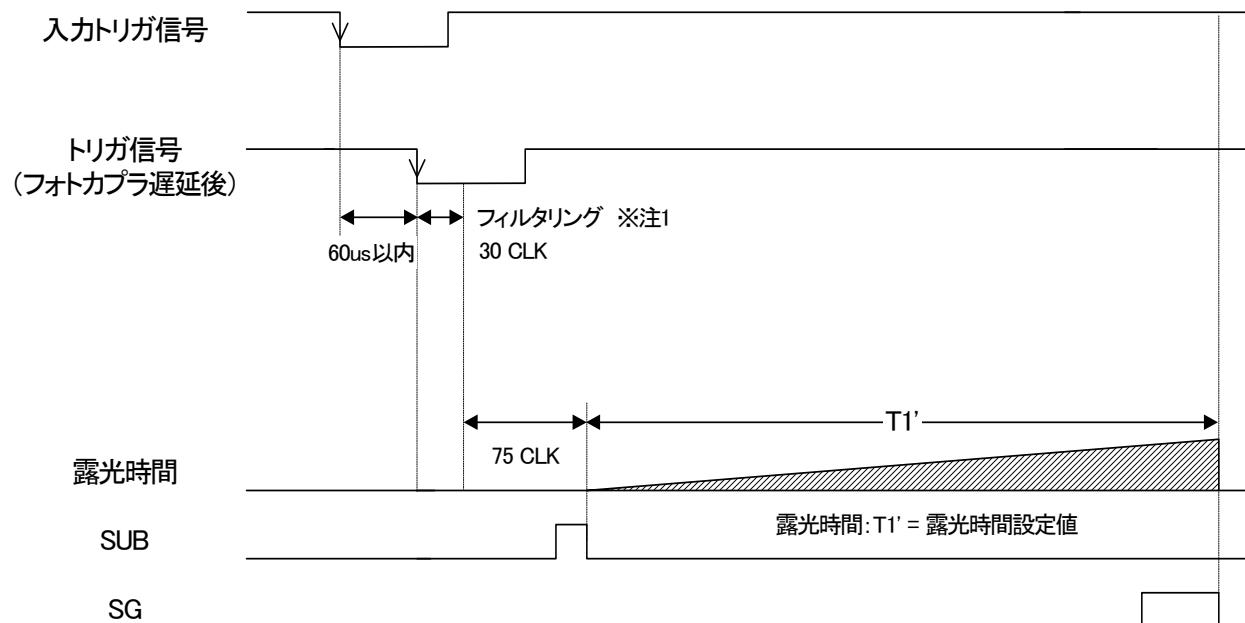 入力トリガ信号
トリガ信号
（フォトカプラ遅延後）
フィルタリング ※注1
60us以内
30 CLK
T1'
75 CLK
露光時間
露光時間：T1' = 露光時間設定値
SUB
SG